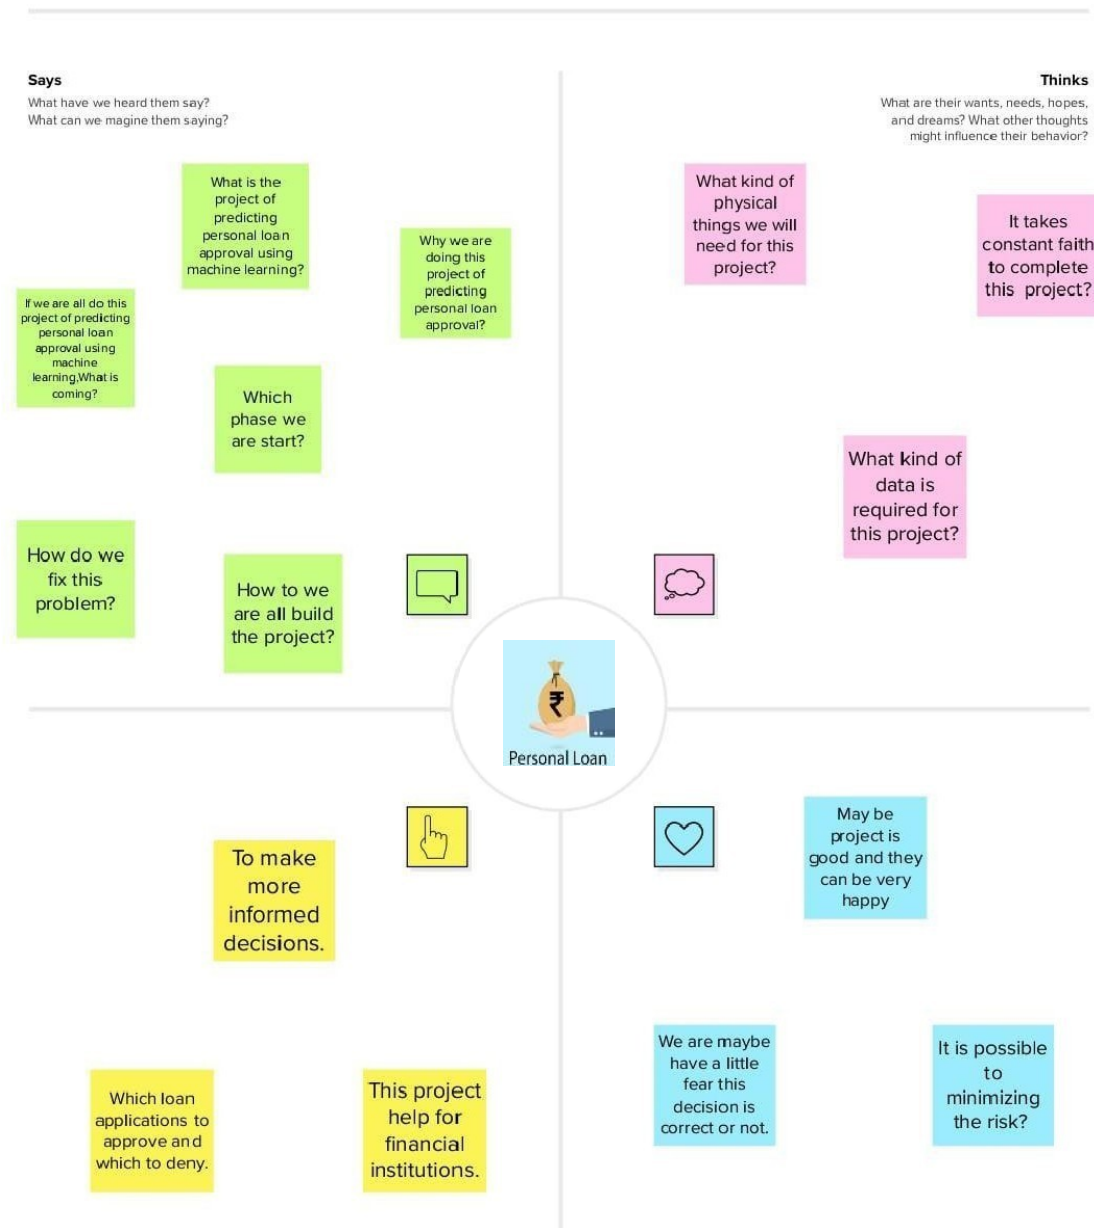 Says
What have we heard them say?
What can we magine them saying?
Thinks
What are their wants, needs, hopes,
and dreams? What other thoughts
might influence their behavior?
What is the
project of
predicting
personal loan
approval using
machine learning?
Why we are
doing this
project of
predicting
personal loan
approval?
If we are all do this
project of predicting
personal loan
approval using
machine
learning,What is
coming?
Which
phase we
are start?
How do we
fix this
problem?
How to we
are all build
the project?
What kind of
physical
things we will
need for this
project?
It takes
constant faith
to complete
this project?
What kind of
data is
required for
this project?
₹
Personal Loan
To make
more
informed
decisions.
Which loan
applications to
approve and
which to deny.
This project
help for
financial
institutions.
May be
project is
good and they
can be very
happy
We are maybe
have a little
fear this
decision is
correct or not.
It is possible
to
minimizing
the risk?